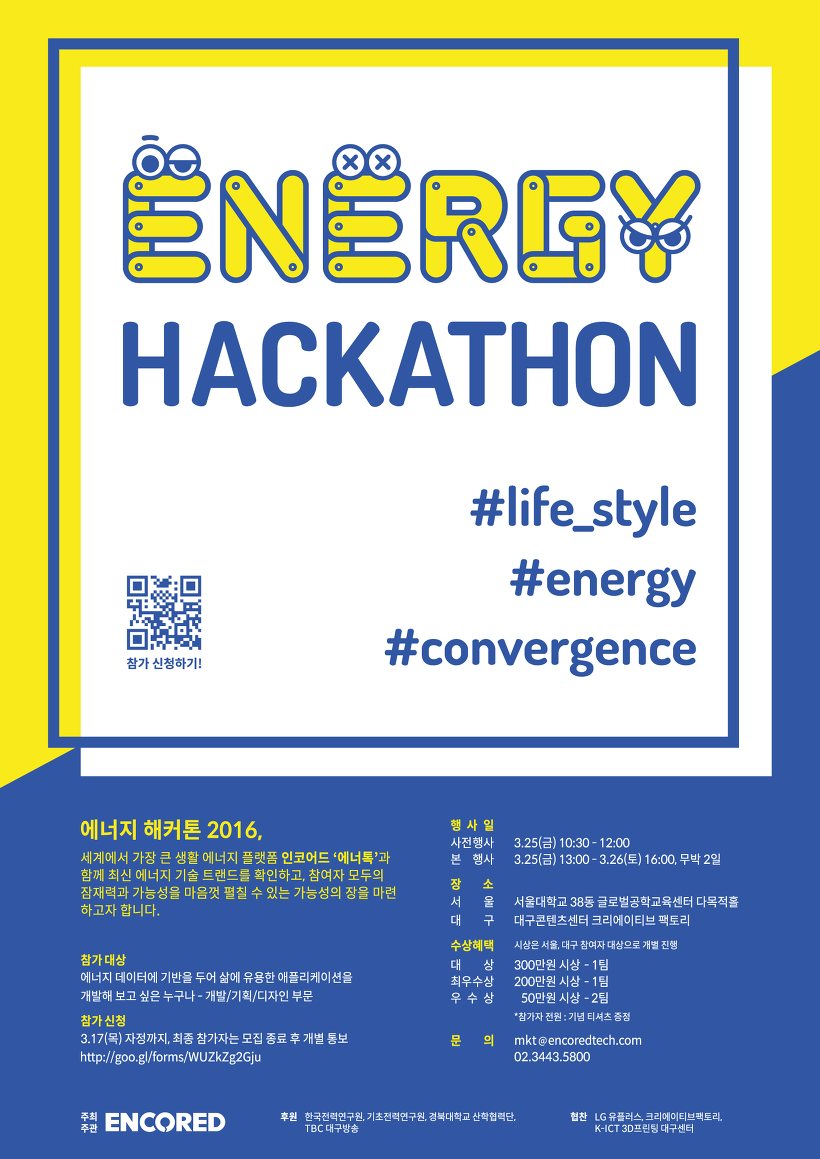 ENERGY
HACKATHON
#life_style
#energy
#convergence
참가 신청하기!
에너지 해커톤 2016,
세계에서 가장 큰 생활 에너지 플랫폼 인코어드 ‘에너톡’과
함께 최신 에너지 기술 트랜드를 확인하고, 참여자 모두의
잠재력과 가능성을 마음껏 펼칠 수 있는 가능성의 장을 마련
하고자 합니다.
참가 대상
에너지 데이터에 기반을 두어 삶에 유용한 애플리케이션을
개발해 보고 싶은 누구나 - 개발/기획/디자인 부문
참가 신청
3.17(목) 자정까지, 최종 참가자는 모집 종료 후 개별 통보
http://goo.gl/forms/WUZkZg2Gju
행 사 일
사전행사 3.25(금) 10:30 - 12:00
본 행사 3.25(금) 13:00 - 3.26(토) 16:00, 무박 2일
장 소
서 울 서울대학교 38동 글로벌공학교육센터 다목적홀
대 구 대구콘텐츠센터 크리에이티브 팩토리
수상혜택 시상은 서울, 대구 참여자 대상으로 개별 진행
대 상 300만원 시상 - 1팀
최우수상 200만원 시상 - 1팀
우 수 상 50만원 시상 - 2팀
*참가자 전원 : 기념 티셔츠 증정
문 의 mkt@encoredtech.com
02.3443.5800
주최
주관 ENCORED
후원 한국전력연구원, 기초전력연구원, 경북대학교 산학협력단,
TBC 대구방송
협찬 LG 유플러스, 크리에이티브팩토리,
K-ICT 3D프린팅 대구센터